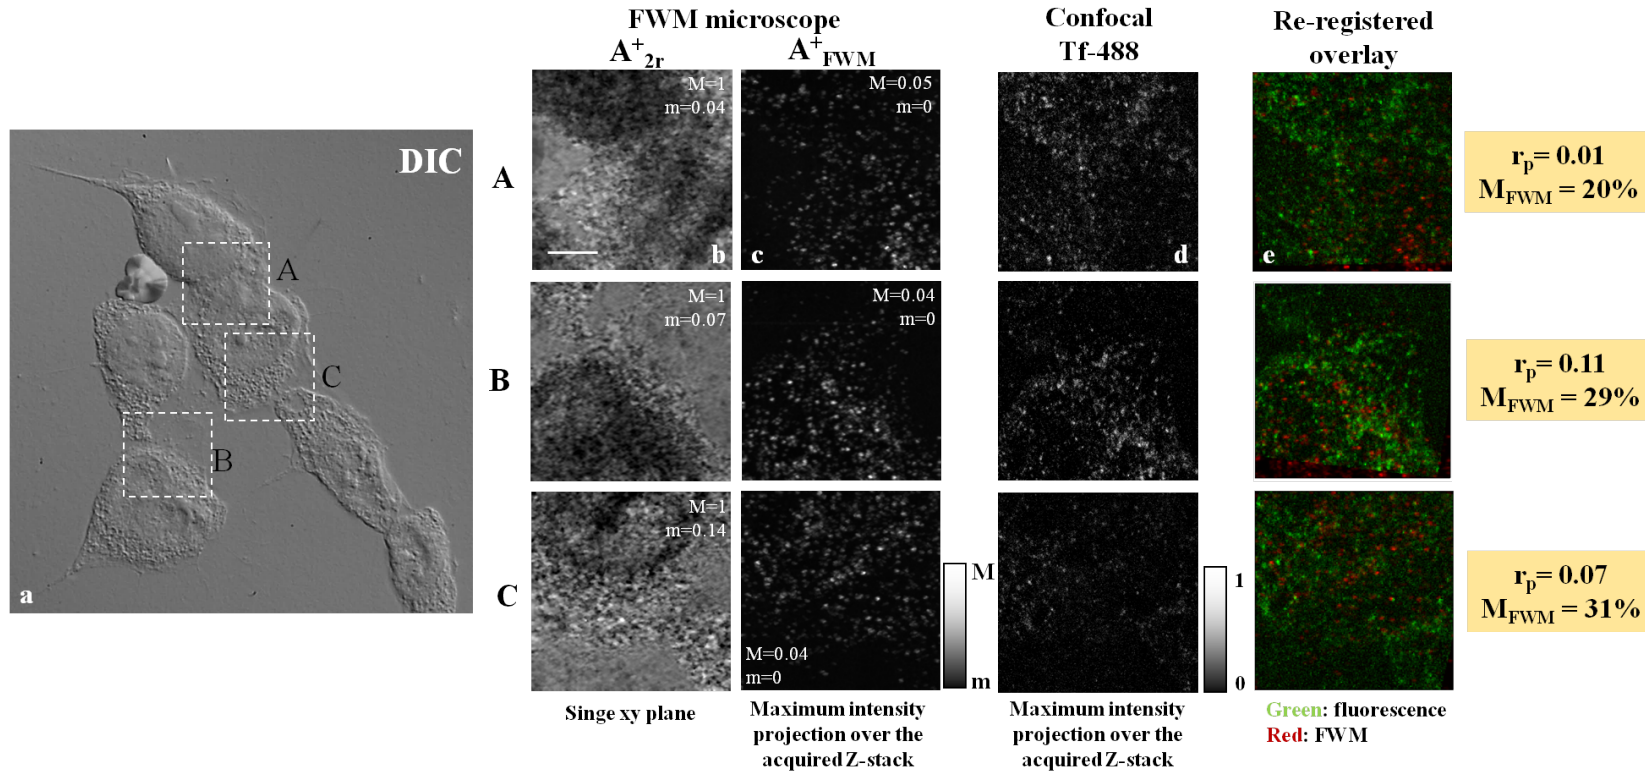 FWM microscope
A+2r
A+FWM
Confocal
Tf-488
Re-registered
overlay
DIC
A
C
B
a
A
M=1
m=0.04
b
M=0.05
m=0
c
d
e
rp= 0.01
MFWM = 20%
B
M=1
m=0.07
M=0.04
m=0
rp= 0.11
MFWM = 29%
C
M=1
m=0.14
M=0.04
m=0
M
m
1
0
rp= 0.07
MFWM = 31%
Singe xy plane
Maximum intensity
projection over the
acquired Z-stack
Maximum intensity
projection over the
acquired Z-stack
Green: fluorescence
Red: FWM